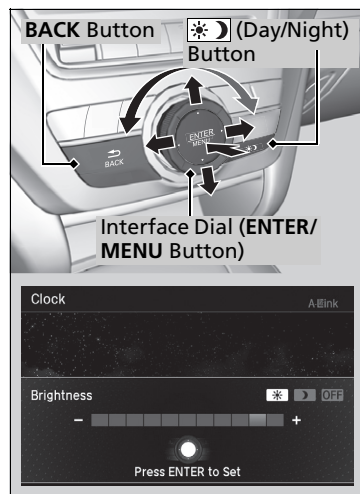 BACK Button
(Day/Night)
Button
ENTER
MENU
BACK
Interface Dial (ENTER/
MENU Button)
Clock
Brightness
OFF
− +
Press ENTER to Set